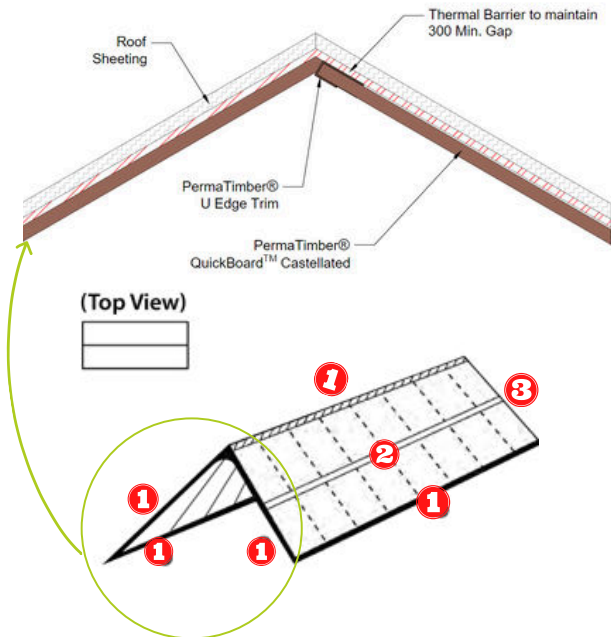 Thermal Barrier to maintain
300 Min. Gap
Roof
Sheeting
PermaTimber®
U Edge Trim
PermaTimber®
QuickBoard™ Castellated
(Top View)
1
3
2
1
1
1
1